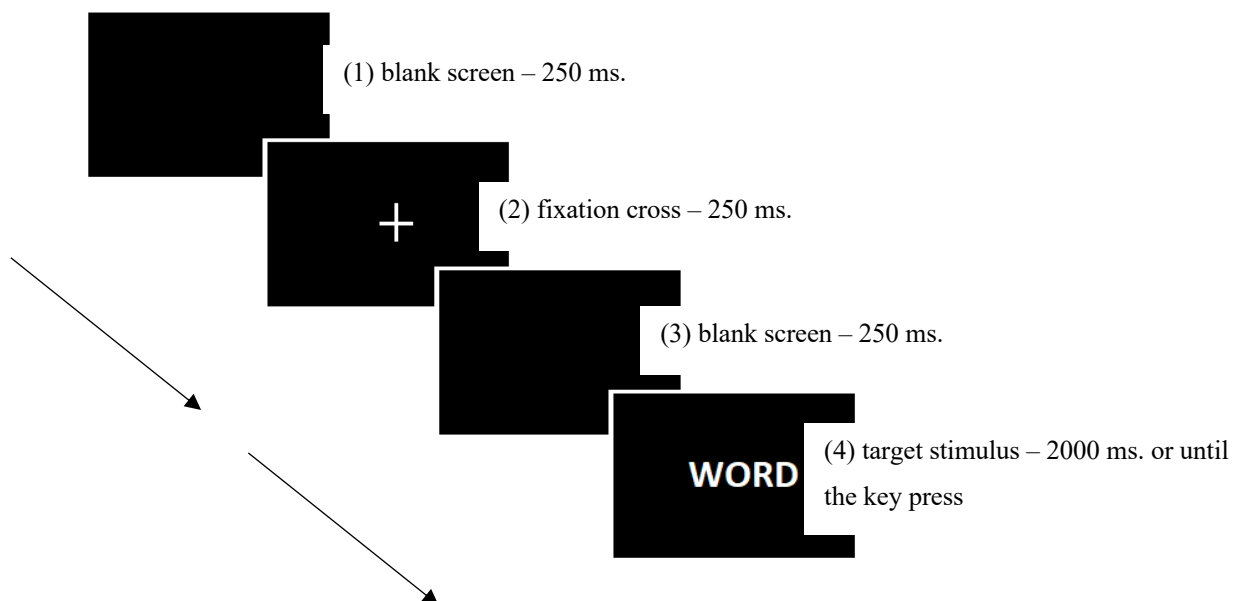 (1) blank screen – 250 ms.
(2) fixation cross – 250 ms.
(3) blank screen – 250 ms.
WORD
(4) target stimulus – 2000 ms. or until
the key press